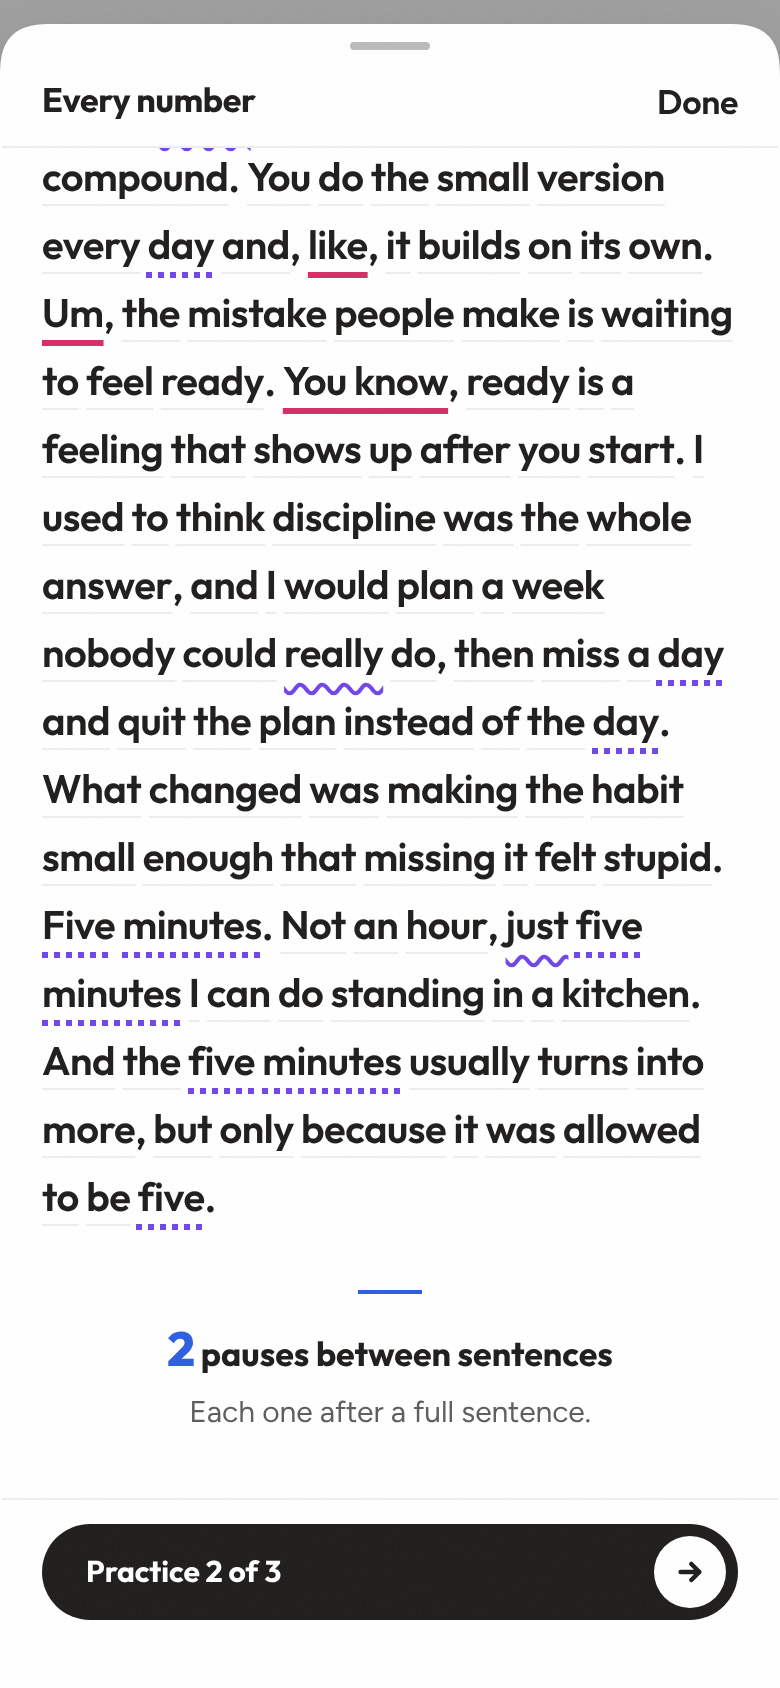 Every number
Done
compound. You do the small version
every day and, like, it builds on its own.
Um, the mistake people make is waiting
to feel ready. You know, ready is a
feeling that shows up after you start. I
used to think discipline was the whole
answer, and I would plan a week
nobody could really do, then miss a day
and quit the plan instead of the day.
What changed was making the habit
small enough that missing it felt stupid.
Five minutes. Not an hour, just five
minutes I can do standing in a kitchen.
And the five minutes usually turns into
more, but only because it was allowed
to be five.
2 pauses between sentences
Each one after a full sentence.
Practice 2 of 3